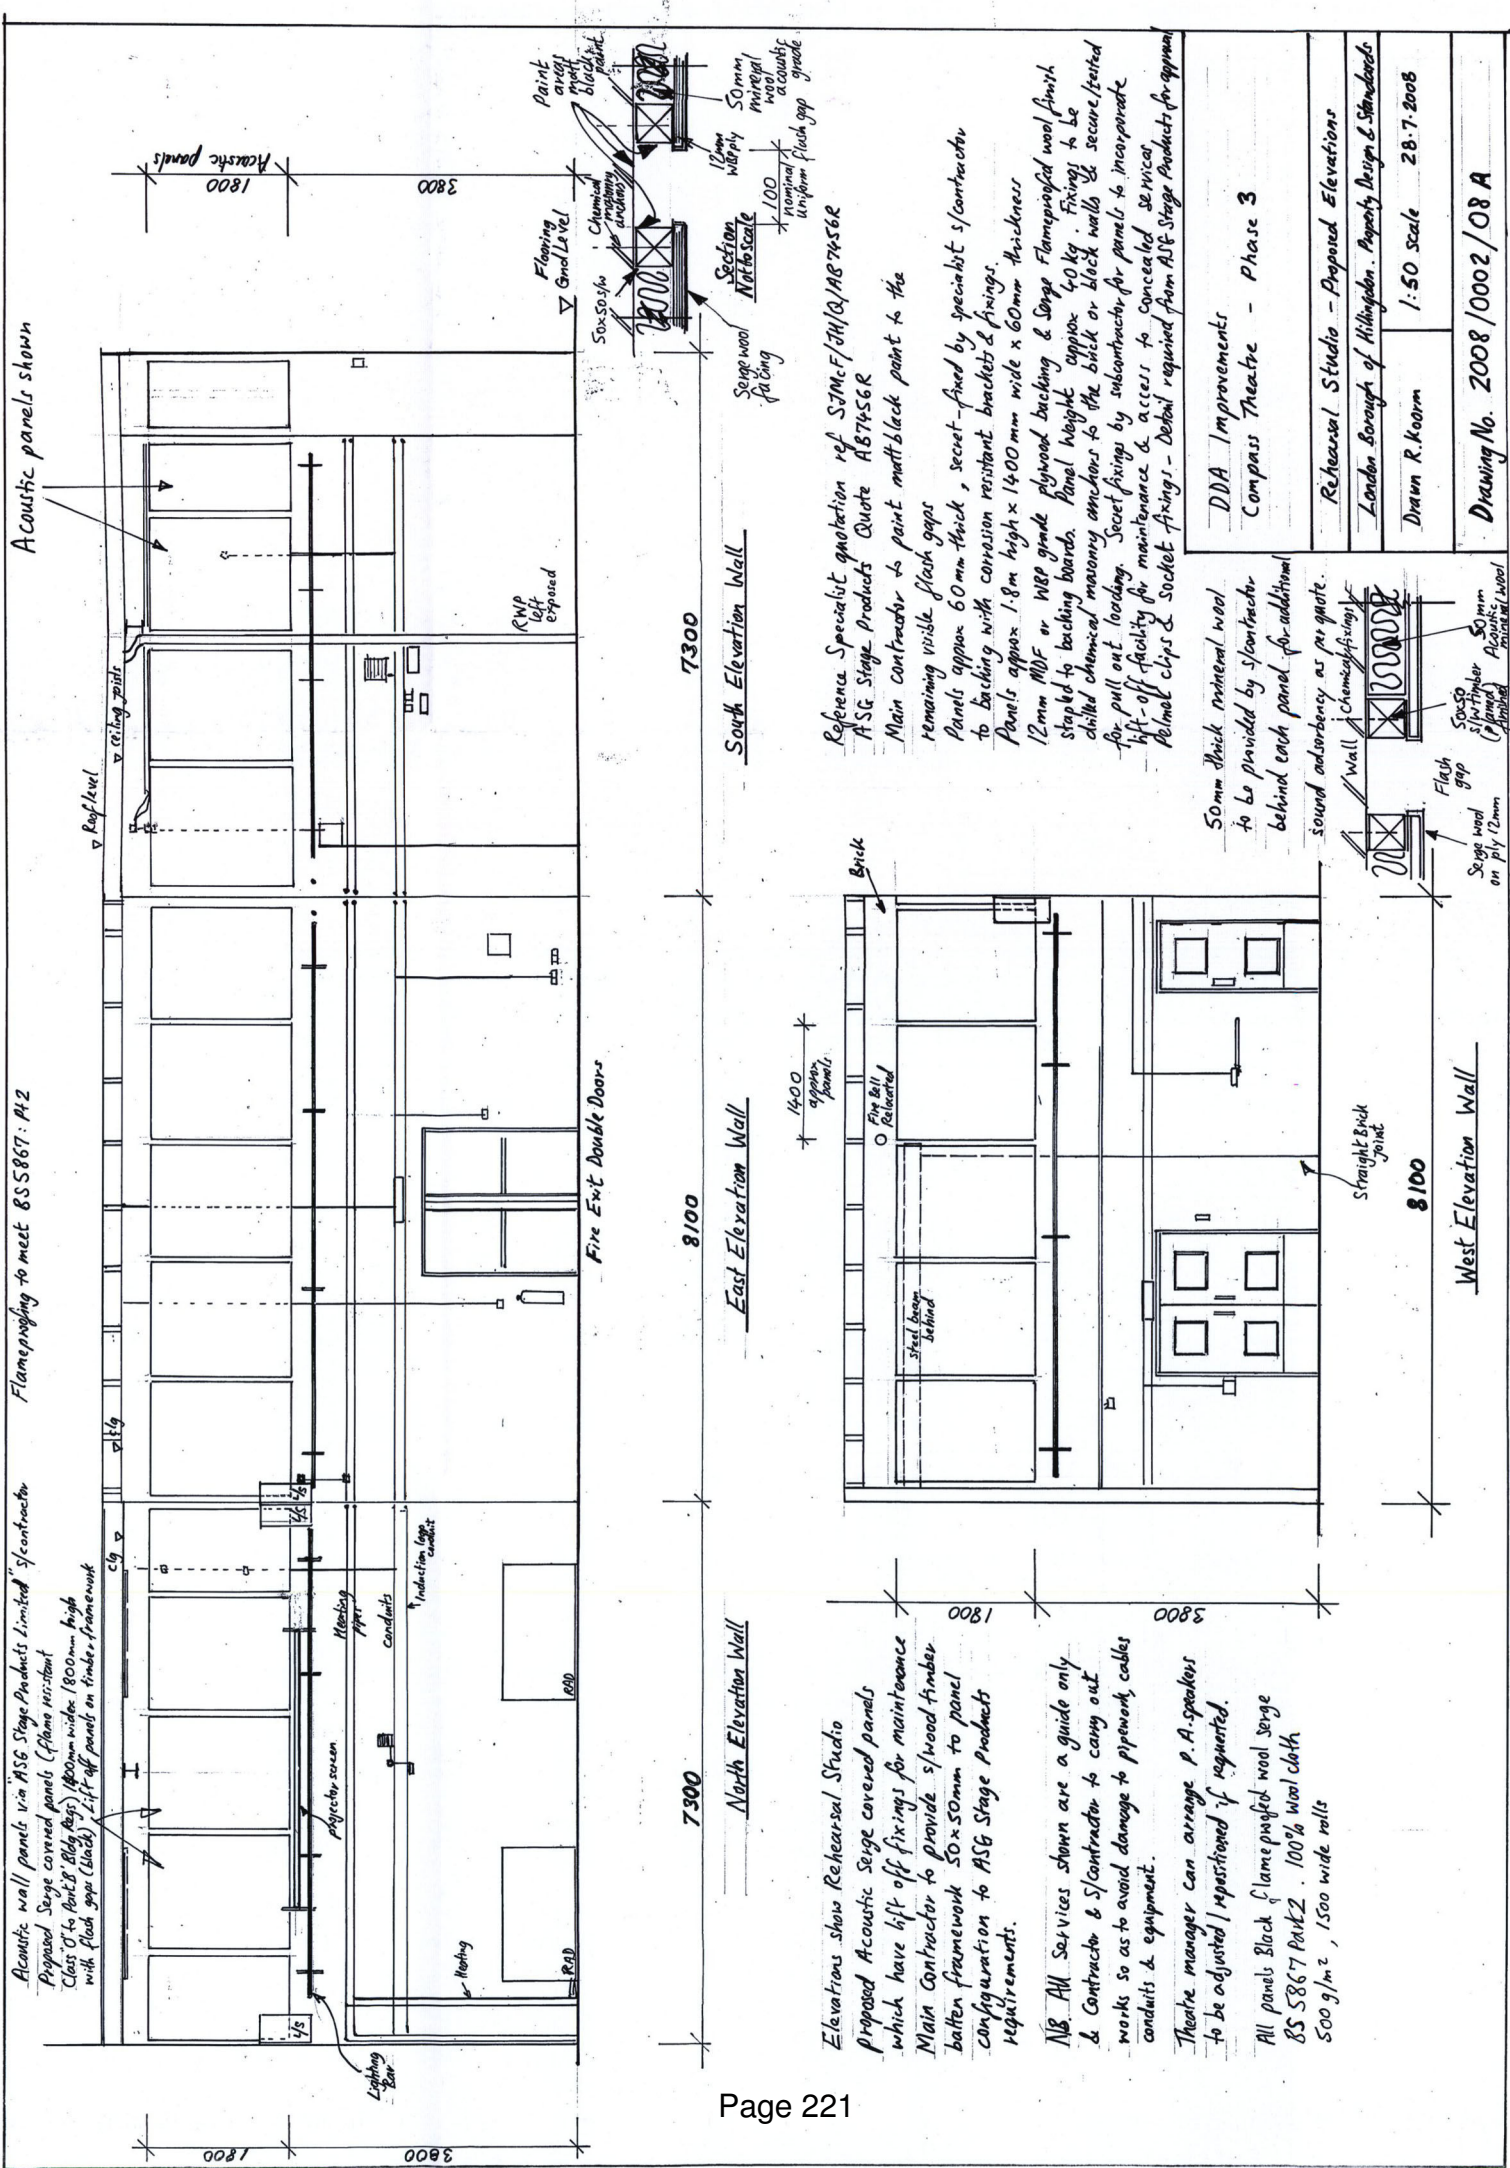 Acoustic wall panels via "ASG Stage Products Limited" s/contractor
Proposed Serge covered panels (flame resistant
Class 'O' to Part 'B' Bldg Regs) 1400mm wide x 1800mm high
with flash gaps (black), Lift off panels on timber framework
Flameproofing to meet BS5867: Pt2
Acoustic panels shown
clg
clg
Roof level
ceiling joists
1800
3800
L/S
L/S
L/S
Lighting Bar
projector screen
Heating
pipes
conduits
Induction loop
conduit
Heating
RAD
RAD
Fire Exit Double Doors
RWP
left
exposed
Acoustic panels
1800
3800
Flooring
Gnd Level
7300
8100
7300
North Elevation Wall
East Elevation Wall
South Elevation Wall
50x50 s/w
Chemical
masonry
anchors
Paint
areas
matt
black
paint
Serge wool
facing
Section
Not to scale
12mm
WBP ply
50mm
mineral
wool
acoustic
grade
100
nominal
uniform flush gap
Elevations show Rehearsal Studio
proposed Acoustic Serge covered panels
which have lift off fixings for maintenance
Main Contractor to provide s/wood timber
batten framework 50x50mm to panel
configuration to ASG Stage Products
requirements.
NB. All services shown are a guide only
& Contractor & S/contractor to carry out
works so as to avoid damage to pipework, cables
conduits & equipment.
Theatre manager can arrange P.A. speakers
to be adjusted / repositioned if requested.
All panels Black flameproofed wool serge
BS 5867 Part 2. 100% Wool cloth
500 g/m2, 1500 wide rolls
1800
3800
1400
approx
panels
Fire Bell
Relocated
Brick
steel beam
behind
Straight Brick
Joint
8100
West Elevation Wall
Reference Specialist quotation ref SJMcF/JH/Q/AB7456R
ASG Stage Products Quote AB7456R
Main contractor to paint matt black paint to the
remaining visible flash gaps
Panels approx 60mm thick, secret-fixed by specialist s/contractor
to backing with corrosion resistant brackets & fixings.
Panels approx 1.8m high x 1400 mm wide x 60mm thickness
12mm MDF or WBP grade plywood backing & Serge Flameproofed wool finish
stapled to backing boards. Panel Weight approx 40kg. Fixings to be
drilled chemical masonry anchors to the brick or block walls & secure/tested
for pull out loading. Secret fixings by subcontractor for panels to incorporate
lift-off facility for maintenance & access to concealed services
Pelmet clips & Socket fixings - Detail required from ASG Stage Products for approval
50mm thick mineral wool
to be provided by s/contractor
behind each panel for additional
sound adsorbency as per quote.
Wall
Chemical fixings
Serge wool
on ply 12mm
Flash
gap
50x50
s/w timber
(planed)
finished
50mm
Acoustic
mineral wool
DDA Improvements
Compass Theatre - Phase 3
Rehearsal Studio - Proposed Elevations
London Borough of Hillingdon. Property Design & Standards
Drawn R.Koorm
1:50 scale 28.7.2008
Drawing No. 2008/0002/08 A
Page 221